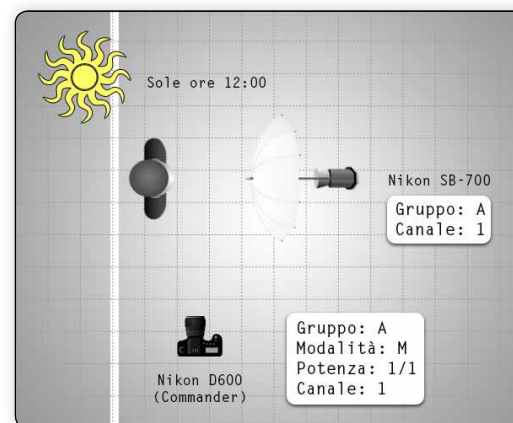 Sole ore 12:00
Nikon SB-700
Gruppo: A
Canale: 1
Gruppo: A
Modalità: M
Potenza: 1/1
Canale: 1
Nikon D600
(Commander)